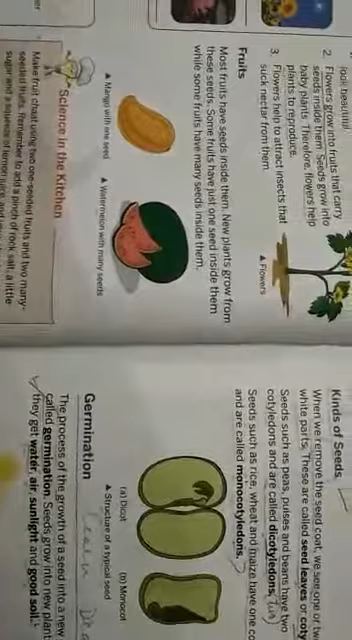 look beautiful.
2. Flowers grow into fruits that carry
seeds inside them. Seeds grow into
baby plants. Therefore, flowers help
plants to reproduce.
3. Flowers help to attract insects that
suck nectar from them.
▲ Flowers
Fruits
Most fruits have seeds inside them. New plants grow from
these seeds. Some fruits have just one seed inside them
while some fruits have many seeds inside them.
▲ Mango with one seed
▲ Watermelon with many seeds
Science in the Kitchen
Make fruit chaat using two one-seeded fruits and two many-
seeded fruits. Remember to add a pinch of rock salt, a little
sugar and a squeeze of lemon juice
Kinds of Seeds
When we remove the seed coat, we see one or
white parts. These are called seed leaves or
Seeds such as peas, pulses and beans have two
cotyledons and are called dicotyledons.
Seeds such as rice, wheat and maize have one
and are called monocotyledons.
(a) Dicot
(b) Monocot
▲ Structure of a typical seed
Germination
learn
The process of the growth of a seed into a new
called germination. Seeds grow into new plant
they get water, air, sunlight and good soil.